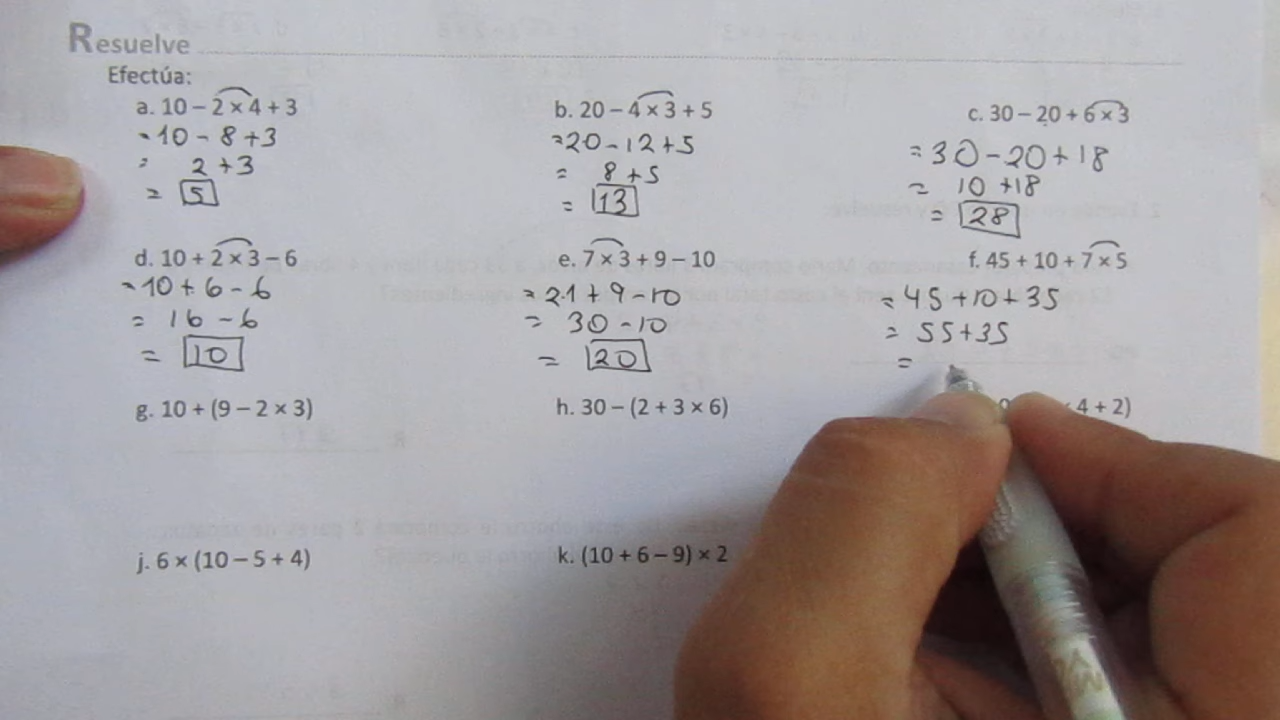 Resuelve
Efectúa:
a. 10 – 2 × 4 + 3
= 10 - 8 + 3
= 2 + 3
= 5
b. 20 – 4 × 3 + 5
= 20 - 12 + 5
= 8 + 5
= 13
c. 30 – 20 + 6 × 3
= 30 - 20 + 18
= 10 + 18
= 28
d. 10 + 2 × 3 – 6
= 10 + 6 - 6
= 16 - 6
= 10
e. 7 × 3 + 9 – 10
= 21 + 9 - 10
= 30 - 10
= 20
f. 45 + 10 + 7 × 5
= 45 + 10 + 35
= 55 + 35
=
g. 10 + (9 – 2 × 3)
h. 30 – (2 + 3 × 6)
4 + 2)
j. 6 × (10 – 5 + 4)
k. (10 + 6 – 9) × 2